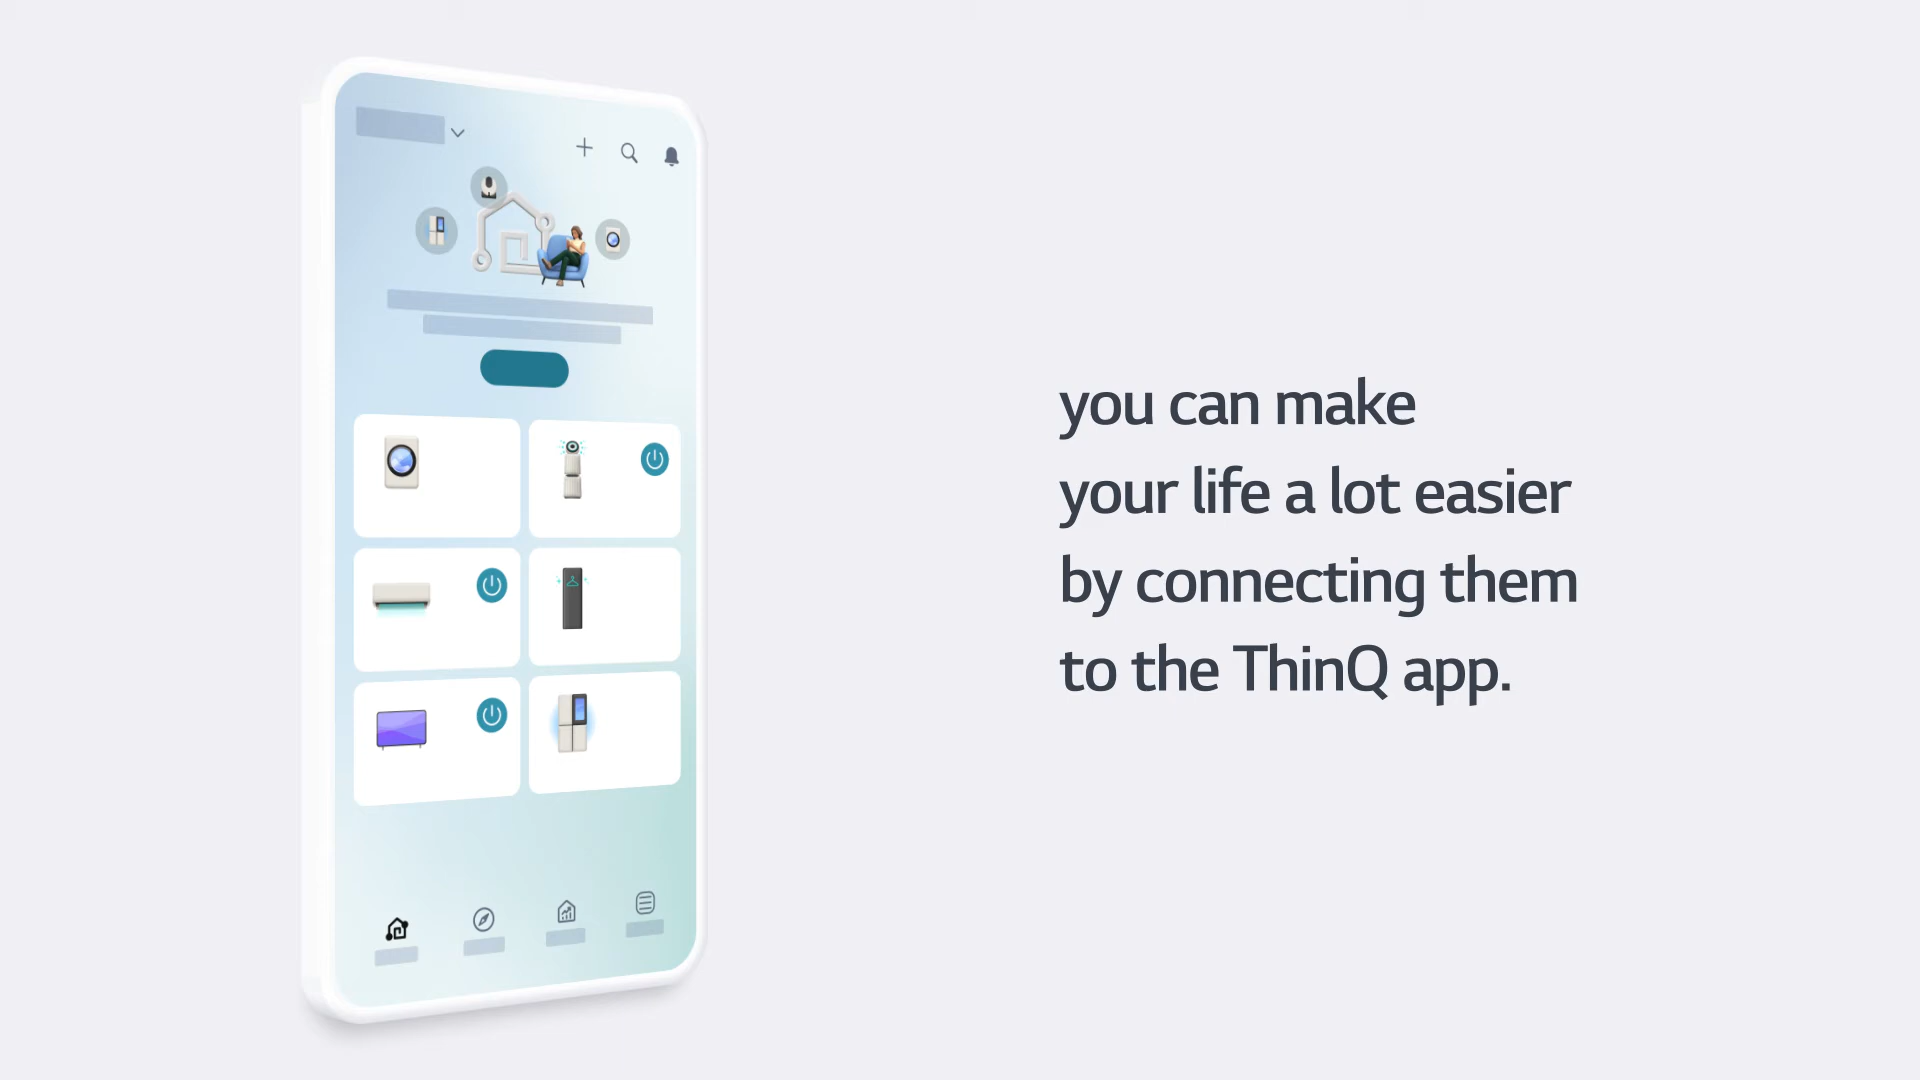 you can make
your life a lot easier
by connecting them
to the ThinQ app.